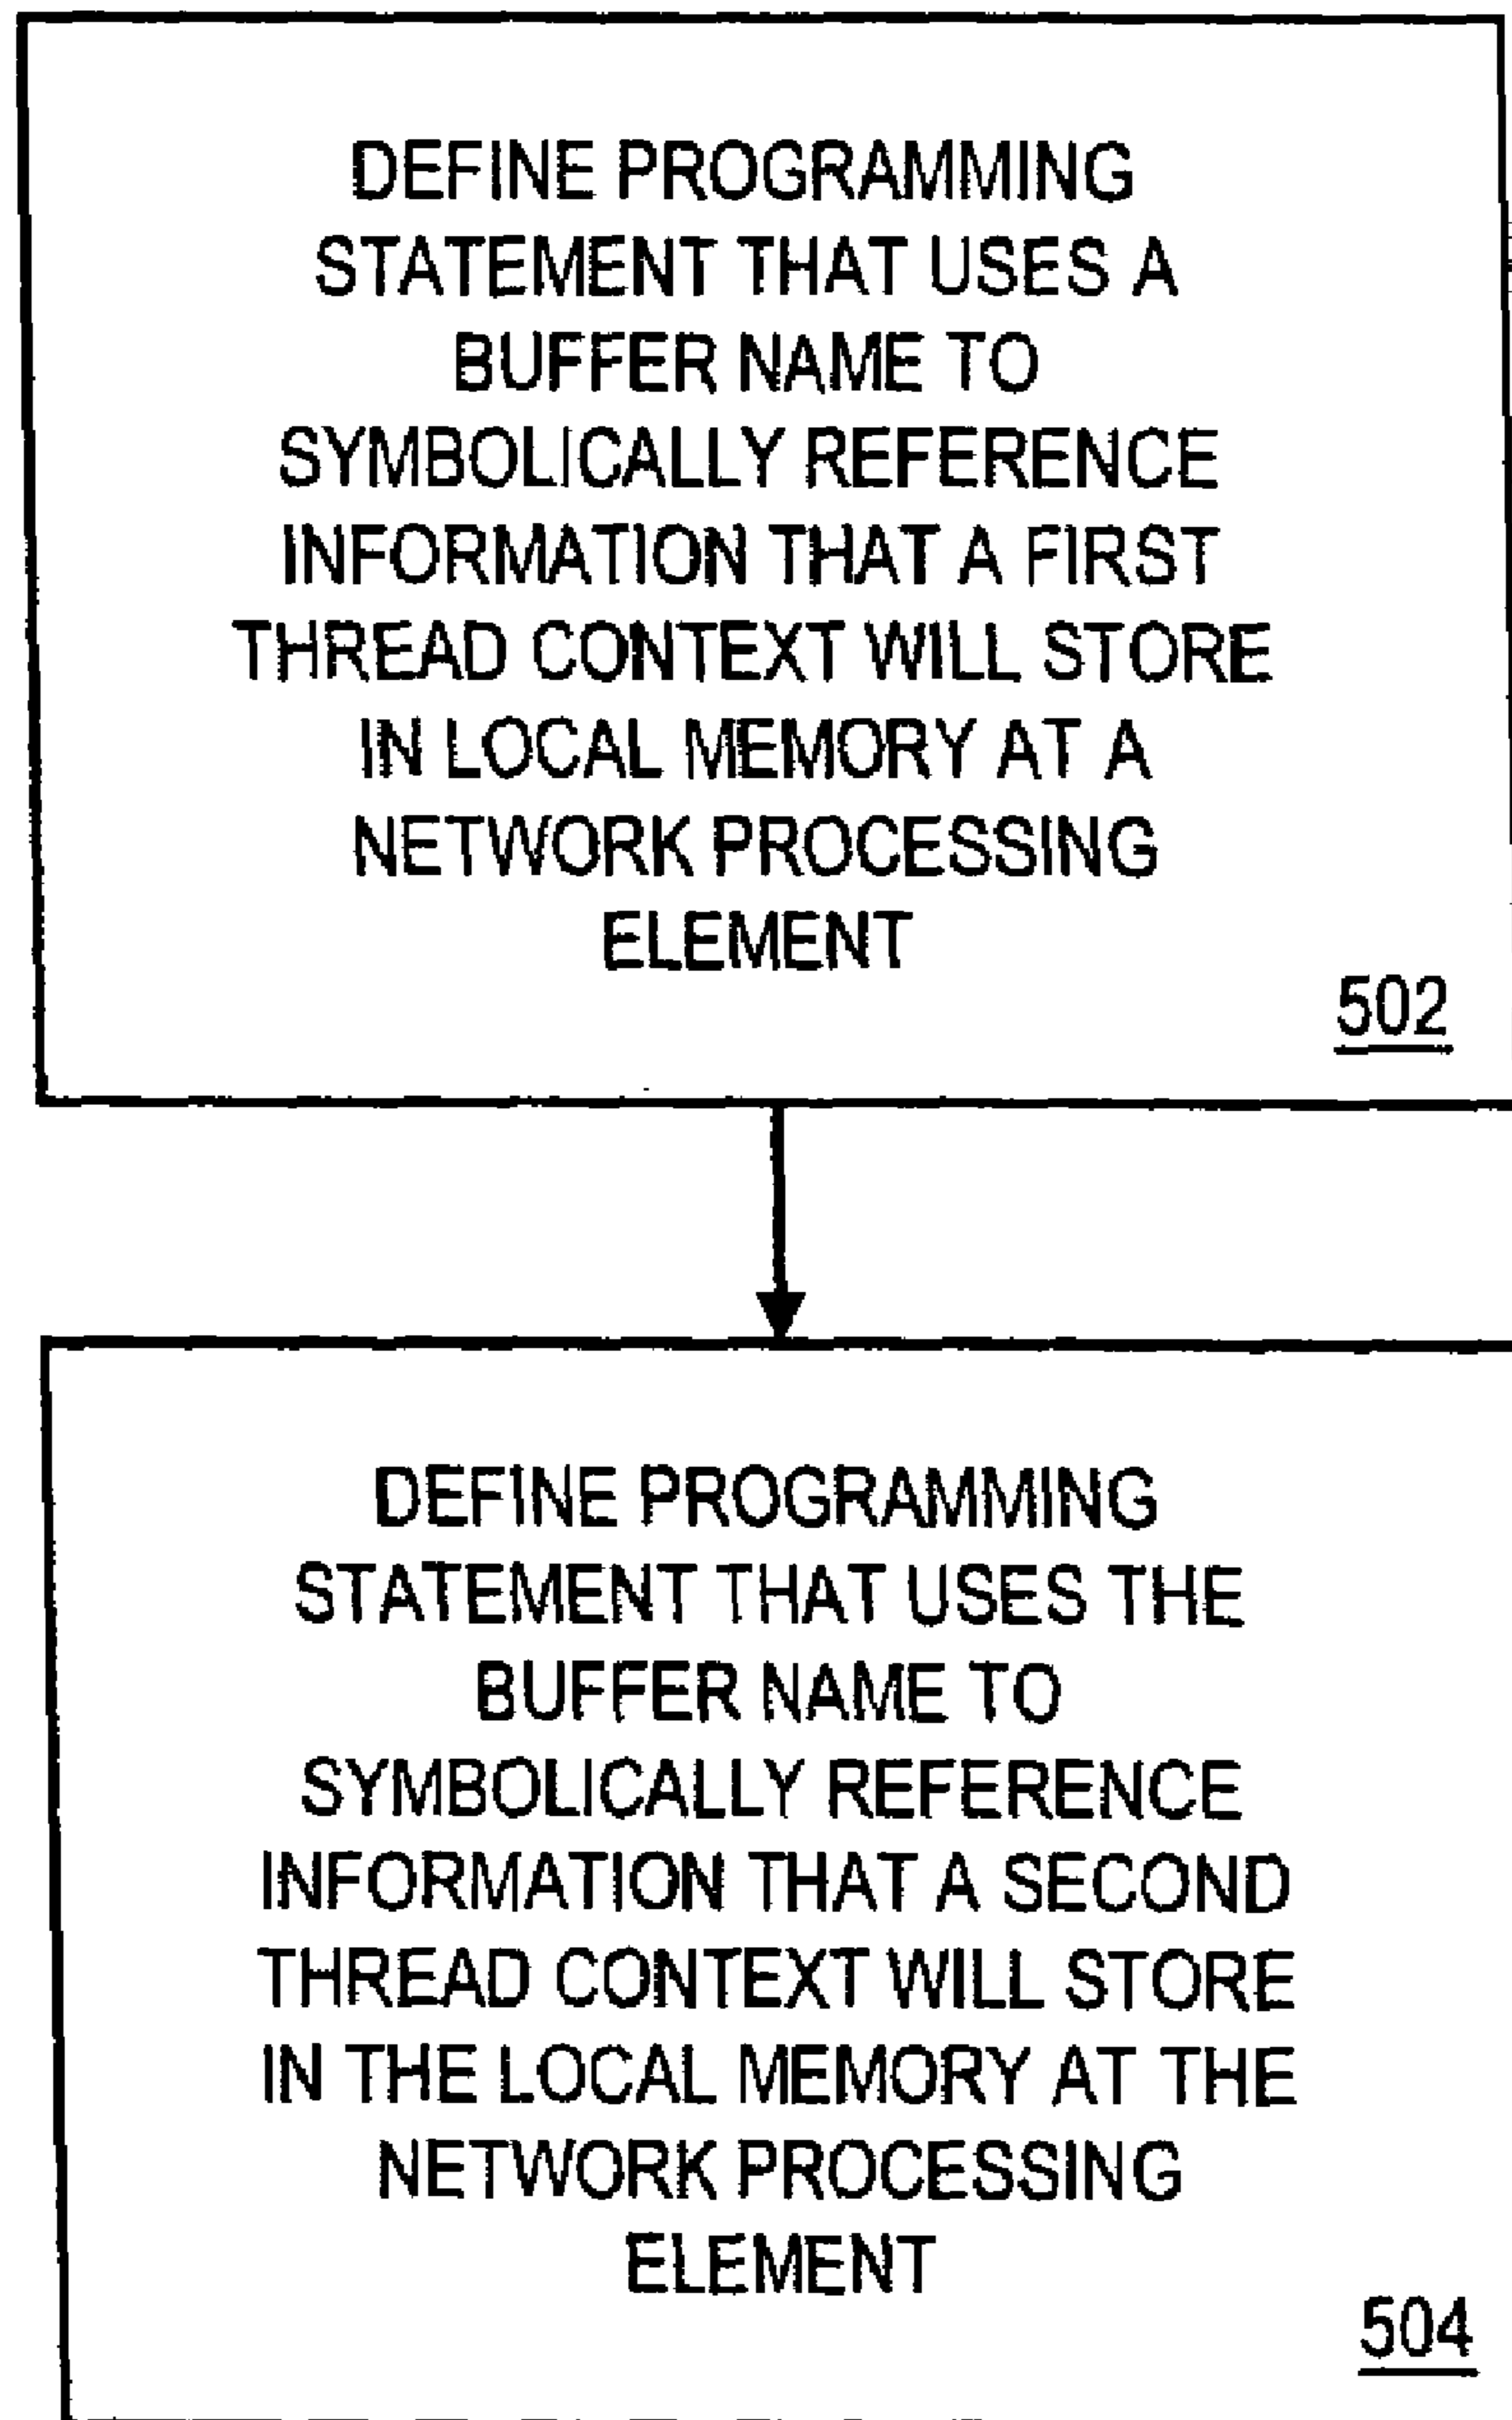 DEFINE PROGRAMMING
STATEMENT THAT USES A
BUFFER NAME TO
SYMBOLICALLY REFERENCE
INFORMATION THAT A FIRST
THREAD CONTEXT WILL STORE
IN LOCAL MEMORY AT A
NETWORK PROCESSING
ELEMENT
502
DEFINE PROGRAMMING
STATEMENT THAT USES THE
BUFFER NAME TO
SYMBOLICALLY REFERENCE
INFORMATION THAT A SECOND
THREAD CONTEXT WILL STORE
IN THE LOCAL MEMORY AT THE
NETWORK PROCESSING
ELEMENT
504